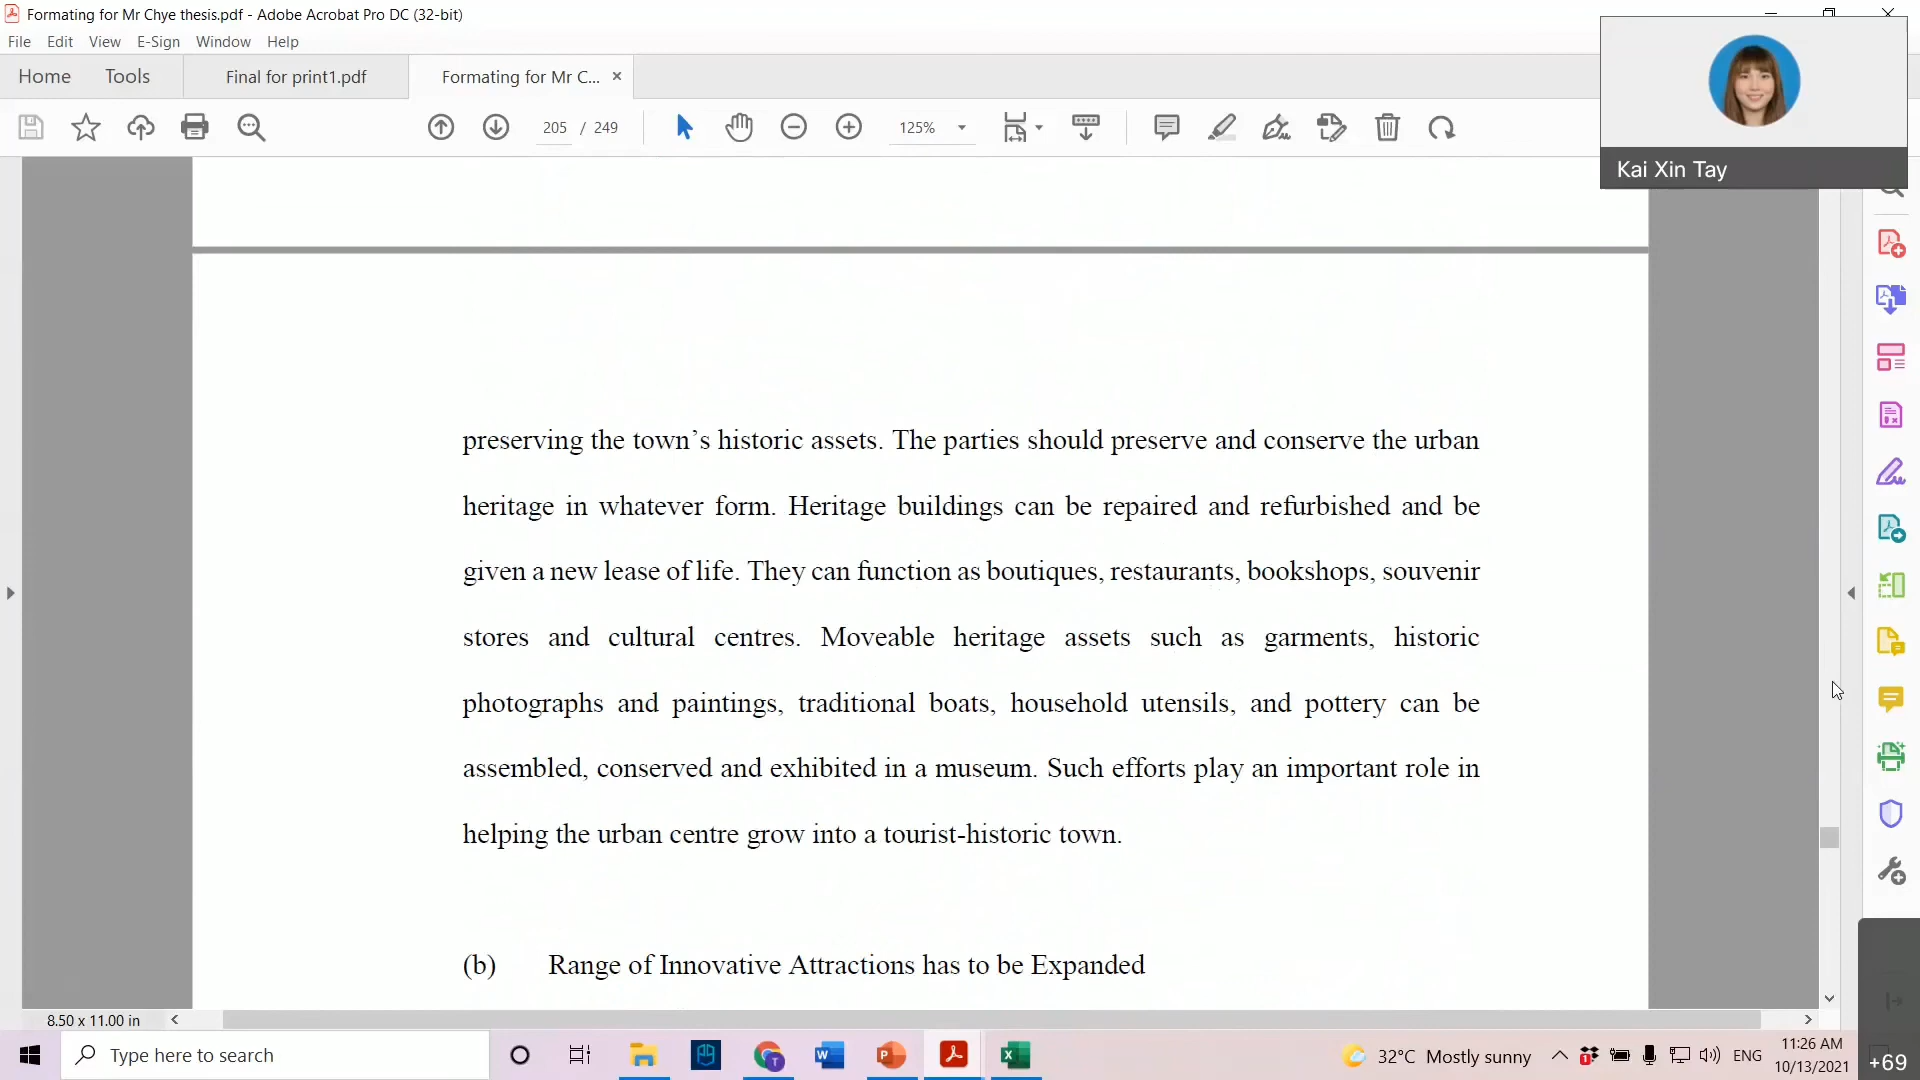 Formating for Mr Chye thesis.pdf - Adobe Acrobat Pro DC (32-bit)
File Edit View E-Sign Window Help
Home Tools Final for print1.pdf Formating for Mr C... ×
205 / 249 125%
Kai Xin Tay
preserving the town’s historic assets. The parties should preserve and conserve the urban
heritage in whatever form. Heritage buildings can be repaired and refurbished and be
given a new lease of life. They can function as boutiques, restaurants, bookshops, souvenir
stores and cultural centres. Moveable heritage assets such as garments, historic
photographs and paintings, traditional boats, household utensils, and pottery can be
assembled, conserved and exhibited in a museum. Such efforts play an important role in
helping the urban centre grow into a tourist-historic town.
(b) Range of Innovative Attractions has to be Expanded
8.50 x 11.00 in
Type here to search
32°C Mostly sunny
ENG
11:26 AM
10/13/2021
+69